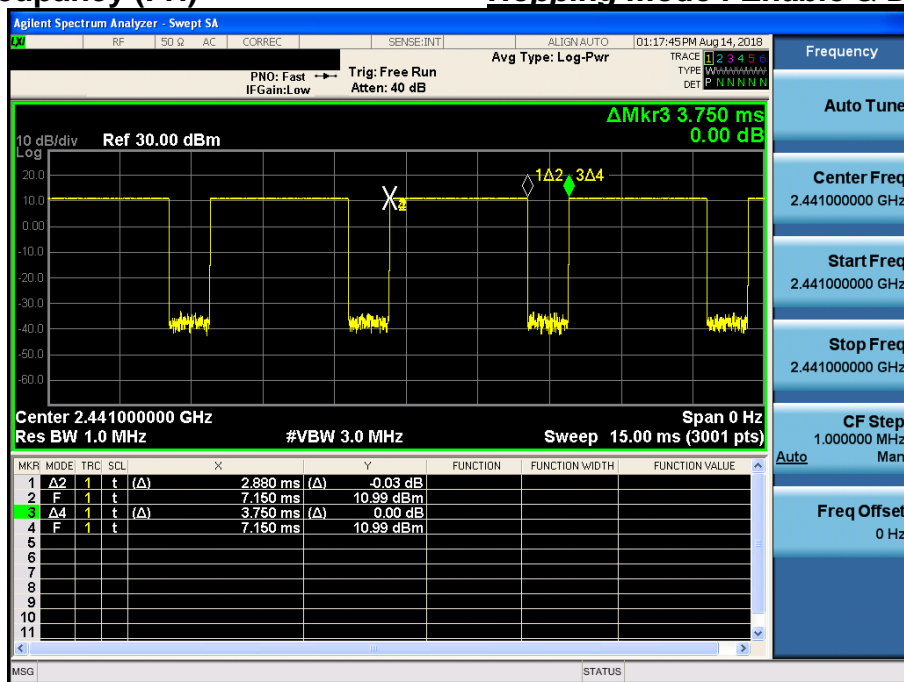 Hopping mode : Enable &
Agilent Spectrum Analyzer - Swept SA
LXI RF 50 Ω AC CORREC SENSE:INT ALIGN AUTO 01:17:45 PM Aug 14, 2018
Avg Type: Log-Pwr TRACE 1 2 3 4 5 6
PNO: Fast Trig: Free Run TYPE
IFGain:Low Atten: 40 dB DET P N N N N N
ΔMkr3 3.750 ms
10 dB/div Ref 30.00 dBm 0.00 dB
Log
20.0
1Δ2 3Δ4
10.0
X
0.00
-10.0
-20.0
-30.0
-40.0
-50.0
-60.0
Center 2.441000000 GHz Span 0 Hz
Res BW 1.0 MHz #VBW 3.0 MHz Sweep 15.00 ms (3001 pts)
MKR MODE TRC SCL X Y FUNCTION FUNCTION WIDTH FUNCTION VALUE
1 Δ2 1 t (Δ) 2.880 ms (Δ) -0.03 dB
2 F 1 t 7.150 ms 10.99 dBm
3 Δ4 1 t (Δ) 3.750 ms (Δ) 0.00 dB
4 F 1 t 7.150 ms 10.99 dBm
5
6
7
8
9
10
11
MSG STATUS
Frequency
Auto Tune
Center Freq
2.441000000 GHz
Start Freq
2.441000000 GHz
Stop Freq
2.441000000 GHz
CF Step
1.000000 MHz
Auto Man
Freq Offset
0 Hz